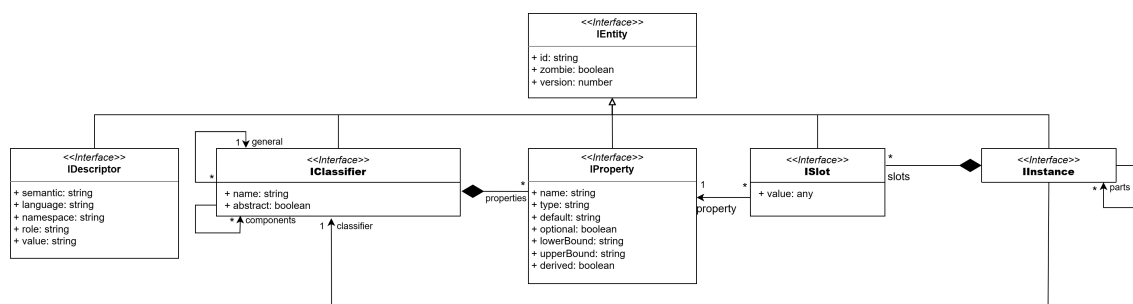 <<Interface>>
IEntity
+ id: string
+ zombie: boolean
+ version: number
<<Interface>>
IDescriptor
+ semantic: string
+ language: string
+ namespace: string
+ role: string
+ value: string
1
general
*
<<Interface>>
IClassifier
+ name: string
+ abstract: boolean
* components
1
classifier
*
properties
<<Interface>>
IProperty
+ name: string
+ type: string
+ default: string
+ optional: boolean
+ lowerBound: string
+ upperBound: string
+ derived: boolean
1
*
property
<<Interface>>
ISlot
+ value: any
*
slots
<<Interface>>
IInstance
* parts